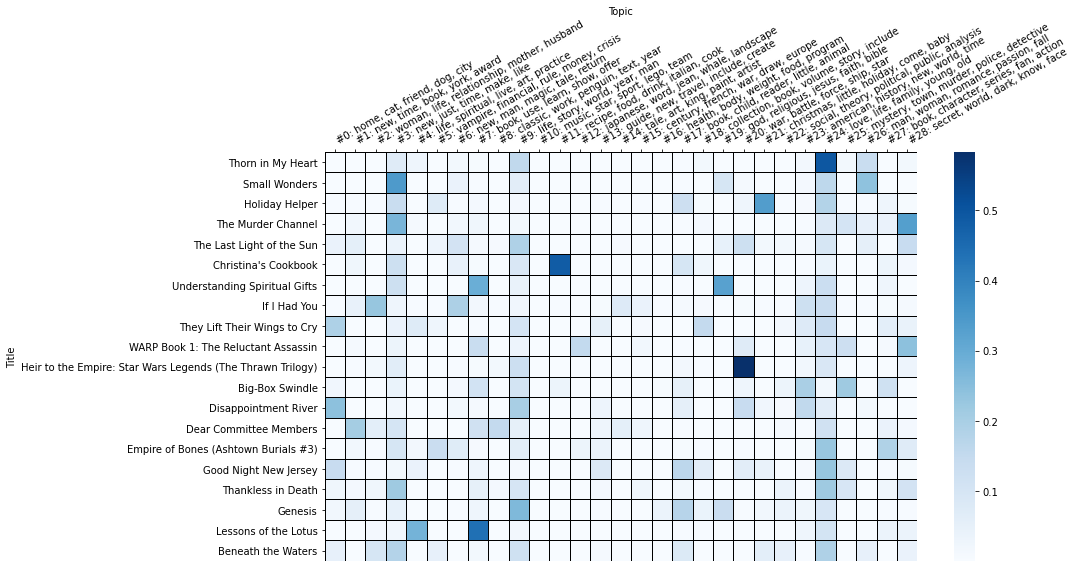 Topic
#0: home, cat, friend, dog, city
#1: new, time, book, york, award
#2: woman, life, relationship, mother, husband
#3: new, just, time, make, like
#4: life, spiritual, live, art, practice
#5: vampire, financial, rule, money, crisis
#6: new, man, magic, tale, return
#7: book, use, learn, show, offer
#8: classic, work, penguin, text, year
#9: life, story, world, year, man
#10: music, star, sport, lego, team
#11: recipe, food, drink, italian, cook
#12: japanese, word, jean, whale, landscape
#13: guide, new, travel, include, create
#14: tale, art, king, paint, artist
#15: century, french, war, draw, europe
#16: health, body, weight, food, program
#17: book, child, reader, little, animal
#18: collection, book, volume, story, include
#19: god, religious, jesus, faith, bible
#20: war, battle, force, ship, star
#21: christmas, little, holiday, come, baby
#22: social, theory, political, public, analysis
#23: american, history, new, world, time
#24: love, life, family, young, old
#25: mystery, town, murder, police, detective
#26: man, woman, romance, passion, fall
#27: book, character, series, fan, action
#28: secret, world, dark, know, face
Title
Thorn in My Heart
Small Wonders
Holiday Helper
The Murder Channel
The Last Light of the Sun
Christina's Cookbook
Understanding Spiritual Gifts
If I Had You
They Lift Their Wings to Cry
WARP Book 1: The Reluctant Assassin
Heir to the Empire: Star Wars Legends (The Thrawn Trilogy)
Big-Box Swindle
Disappointment River
Dear Committee Members
Empire of Bones (Ashtown Burials #3)
Good Night New Jersey
Thankless in Death
Genesis
Lessons of the Lotus
Beneath the Waters
0.5
0.4
0.3
0.2
0.1